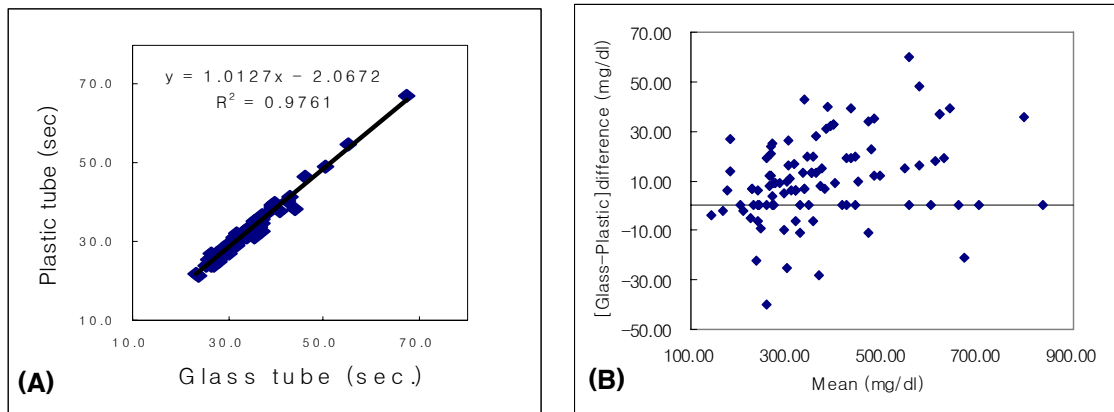 y = 1.0127x − 2.0672
R² = 0.9761
Plastic tube (sec)
70.0
50.0
30.0
10.0
10.0 30.0 50.0 70.0
Glass tube (sec.)
(A)
[Glass−Plastic] difference (mg/dl)
70.00
50.00
30.00
10.00
−10.00
−30.00
−50.00
100.00 300.00 500.00 700.00 900.00
Mean (mg/dl)
(B)